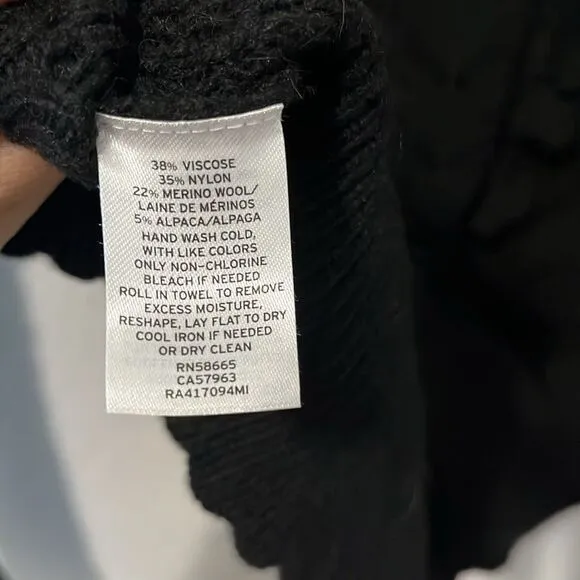 38% VISCOSE
35% NYLON
22% MERINO WOOL/
LAINE DE MÉRINOS
5% ALPACA/ALPAGA
HAND WASH COLD,
WITH LIKE COLORS
ONLY NON-CHLORINE
BLEACH IF NEEDED
ROLL IN TOWEL TO REMOVE
EXCESS MOISTURE,
RESHAPE, LAY FLAT TO DRY
COOL IRON IF NEEDED
OR DRY CLEAN
RN58665
CA57963
RA417094MI